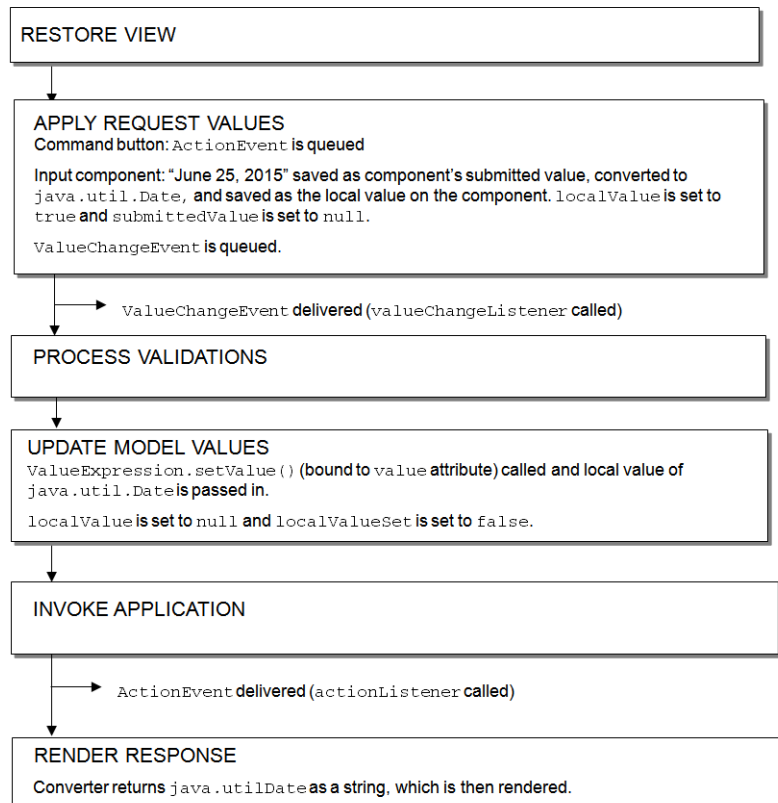 RESTORE VIEW
APPLY REQUEST VALUES
Command button: ActionEvent is queued
Input component: “June 25, 2015” saved as component’s submitted value, converted to
java.util.Date, and saved as the local value on the component. localValue is set to
true and submittedValue is set to null.
ValueChangeEvent is queued.
ValueChangeEvent delivered (valueChangeListener called)
PROCESS VALIDATIONS
UPDATE MODEL VALUES
ValueExpression.setValue() (bound to value attribute) called and local value of
java.util.Date is passed in.
localValue is set to null and localValueSet is set to false.
INVOKE APPLICATION
ActionEvent delivered (actionListener called)
RENDER RESPONSE
Converter returns java.utilDate as a string, which is then rendered.